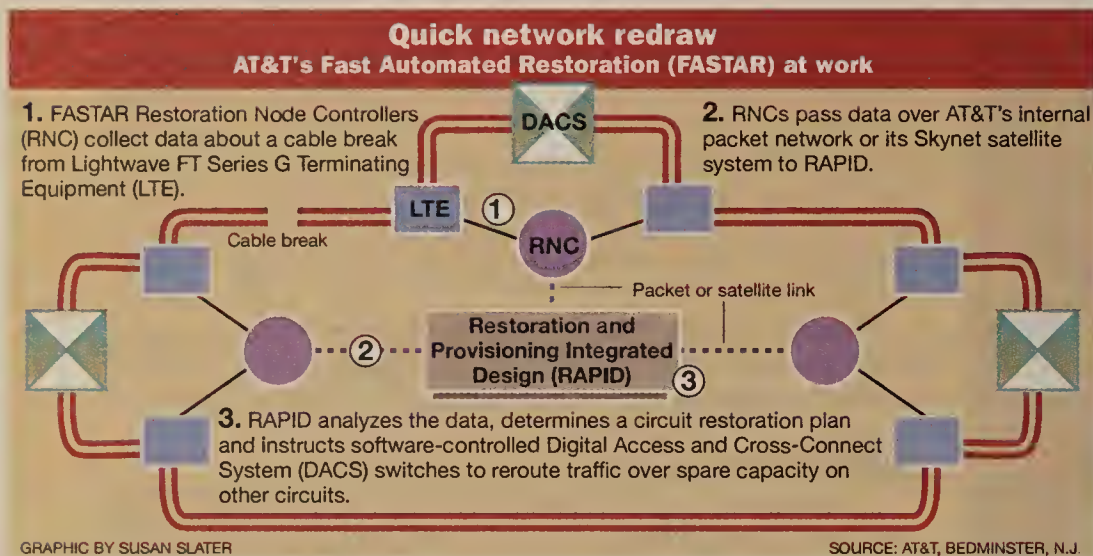 Quick network redraw
AT&T's Fast Automated Restoration (FASTAR) at work
1. FASTAR Restoration Node Controllers
(RNC) collect data about a cable break
from Lightwave FT Series G Terminating
Equipment (LTE).
DACS
2. RNCs pass data over AT&T's internal
packet network or its Skynet satellite
system to RAPID.
LTE
1
RNC
Cable break
Packet or satellite link
2
Restoration and
Provisioning Integrated
Design (RAPID)
3
3. RAPID analyzes the data, determines a circuit restoration plan
and instructs software-controlled Digital Access and Cross-Connect
System (DACS) switches to reroute traffic over spare capacity on
other circuits.
GRAPHIC BY SUSAN SLATER
SOURCE: AT&T, BEDMINSTER, N.J.